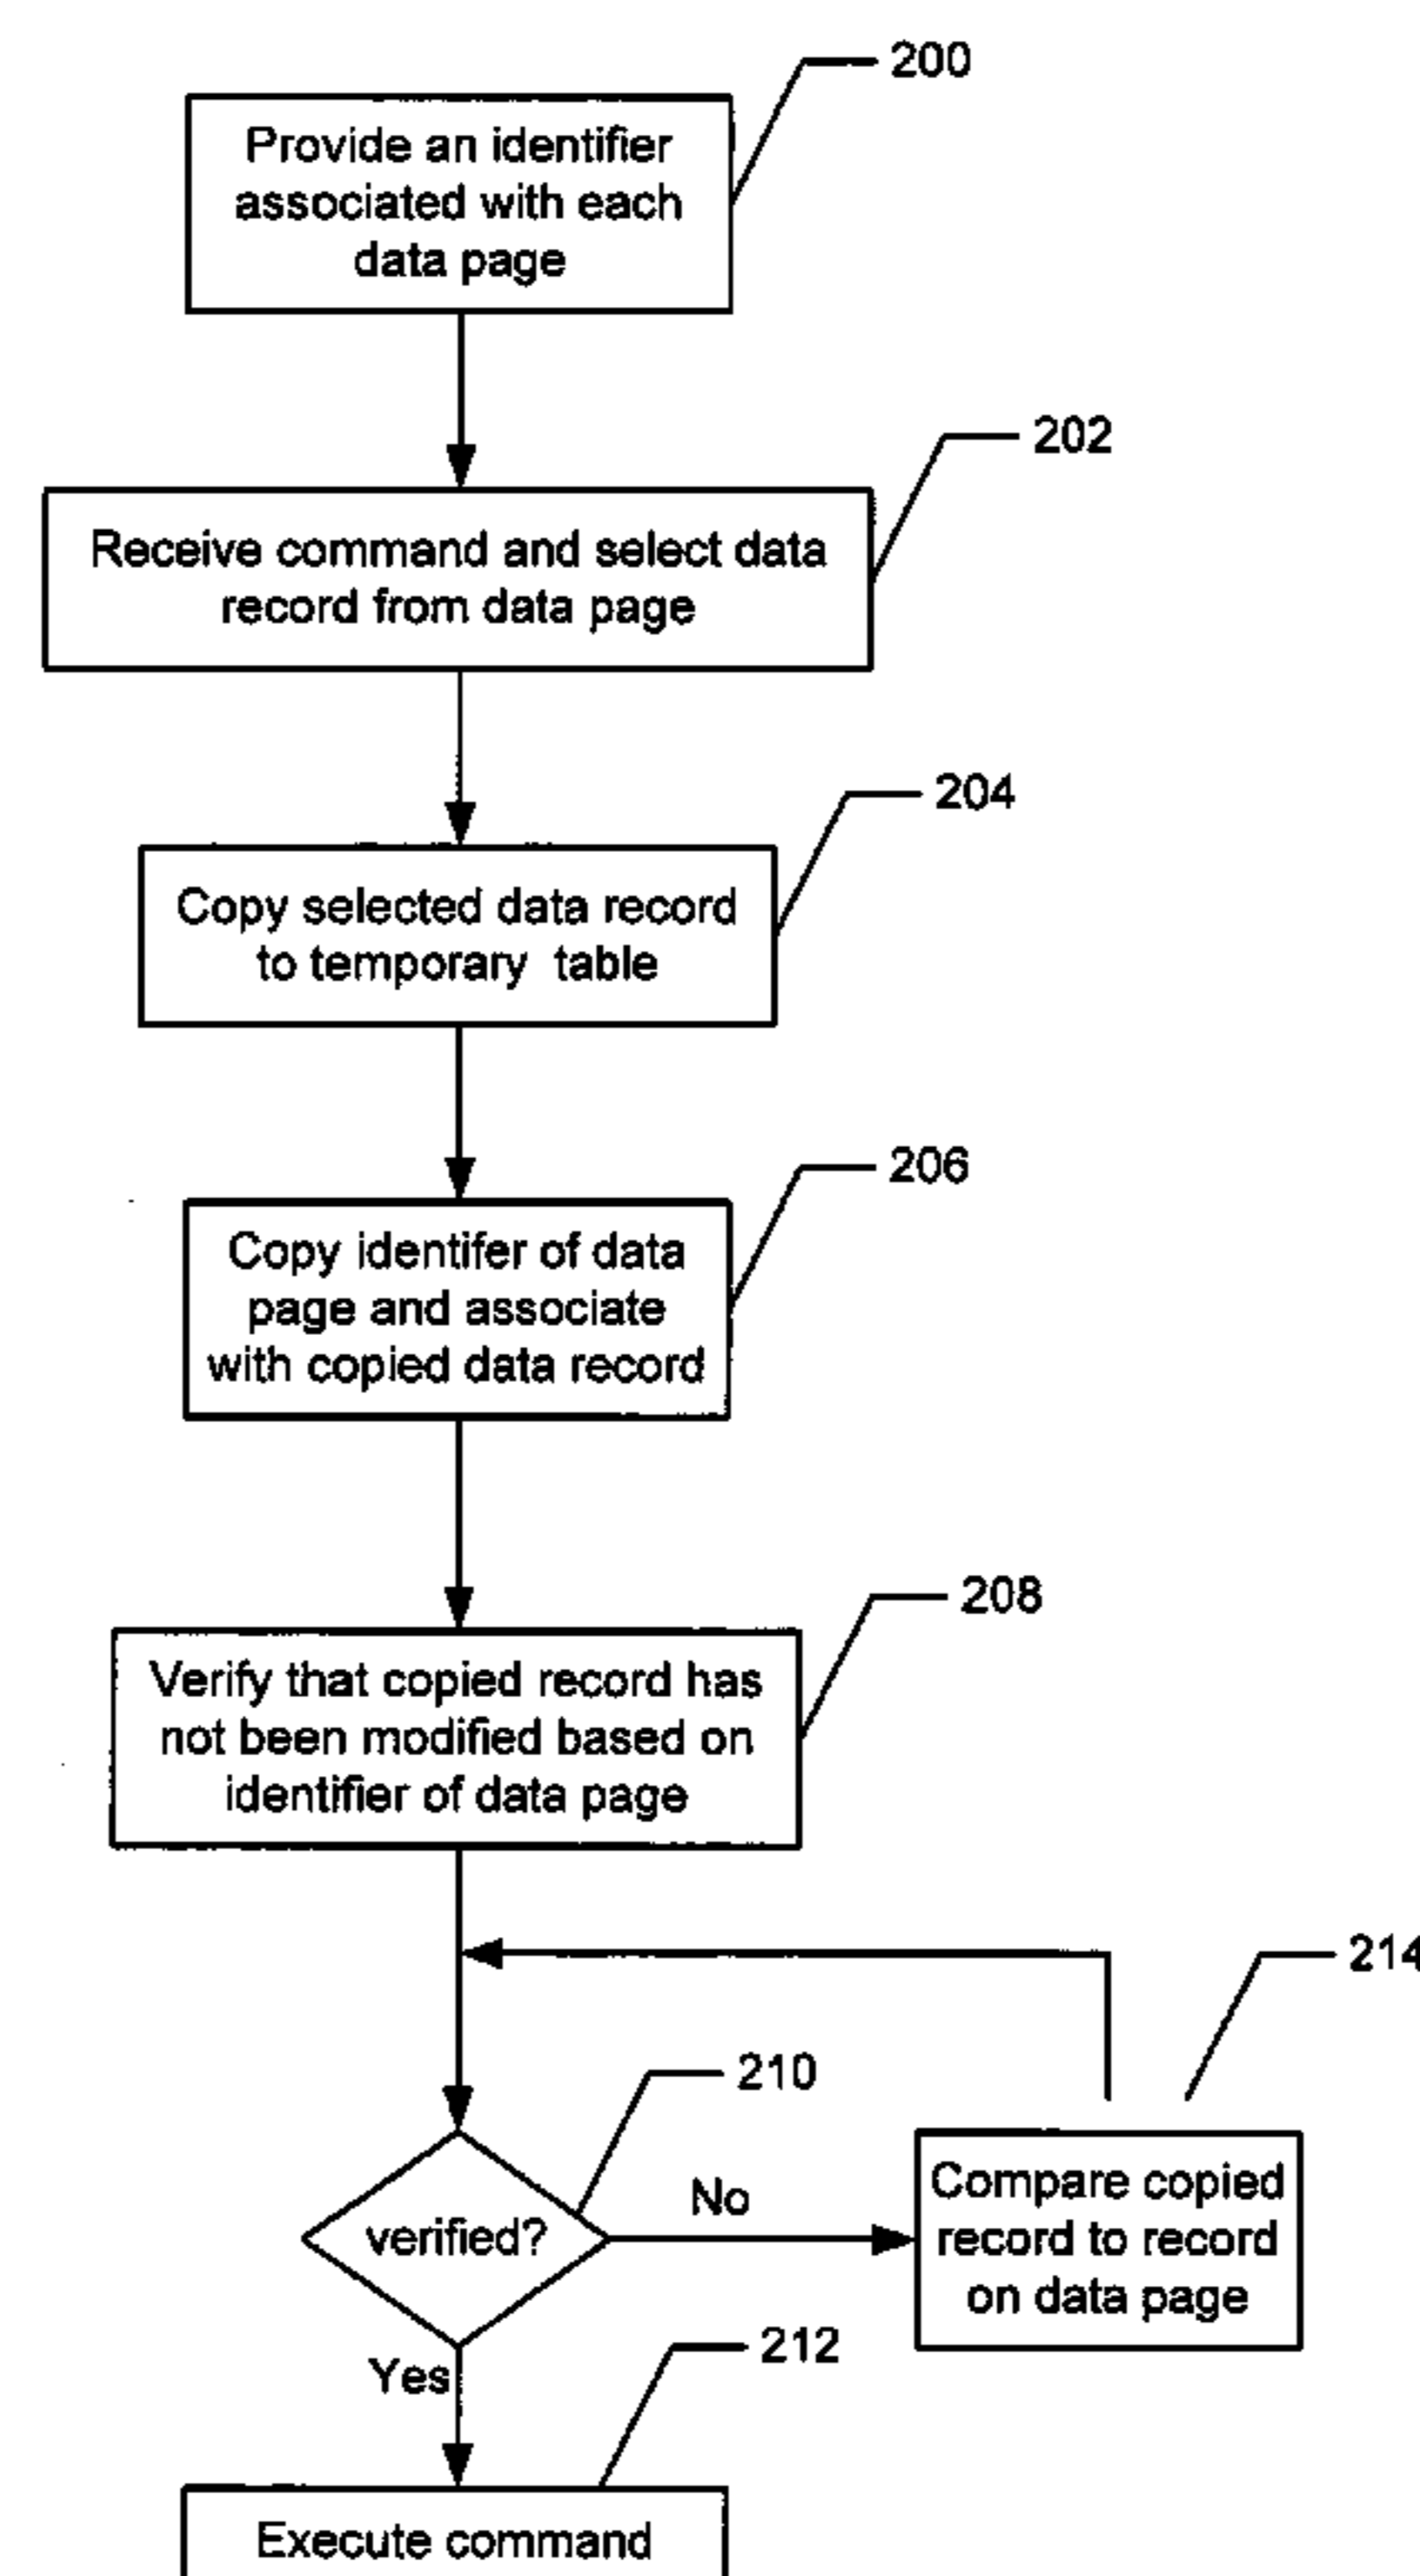 200
Provide an identifier
associated with each
data page
202
Receive command and select data
record from data page
204
Copy selected data record
to temporary table
206
Copy identifer of data
page and associate
with copied data record
208
Verify that copied record has
not been modified based on
identifier of data page
214
210
verified?
No
Compare copied
record to record
on data page
Yes
212
Execute command